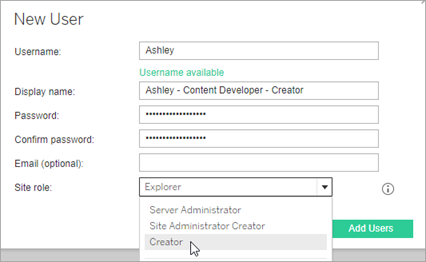 New User
Username: Ashley
Username available
Display name: Ashley - Content Developer - Creator
Password: ••••••••••••••••••
Confirm password: ••••••••••••••••••
Email (optional):
Site role: Explorer
Server Administrator
Site Administrator Creator
Creator
Add Users